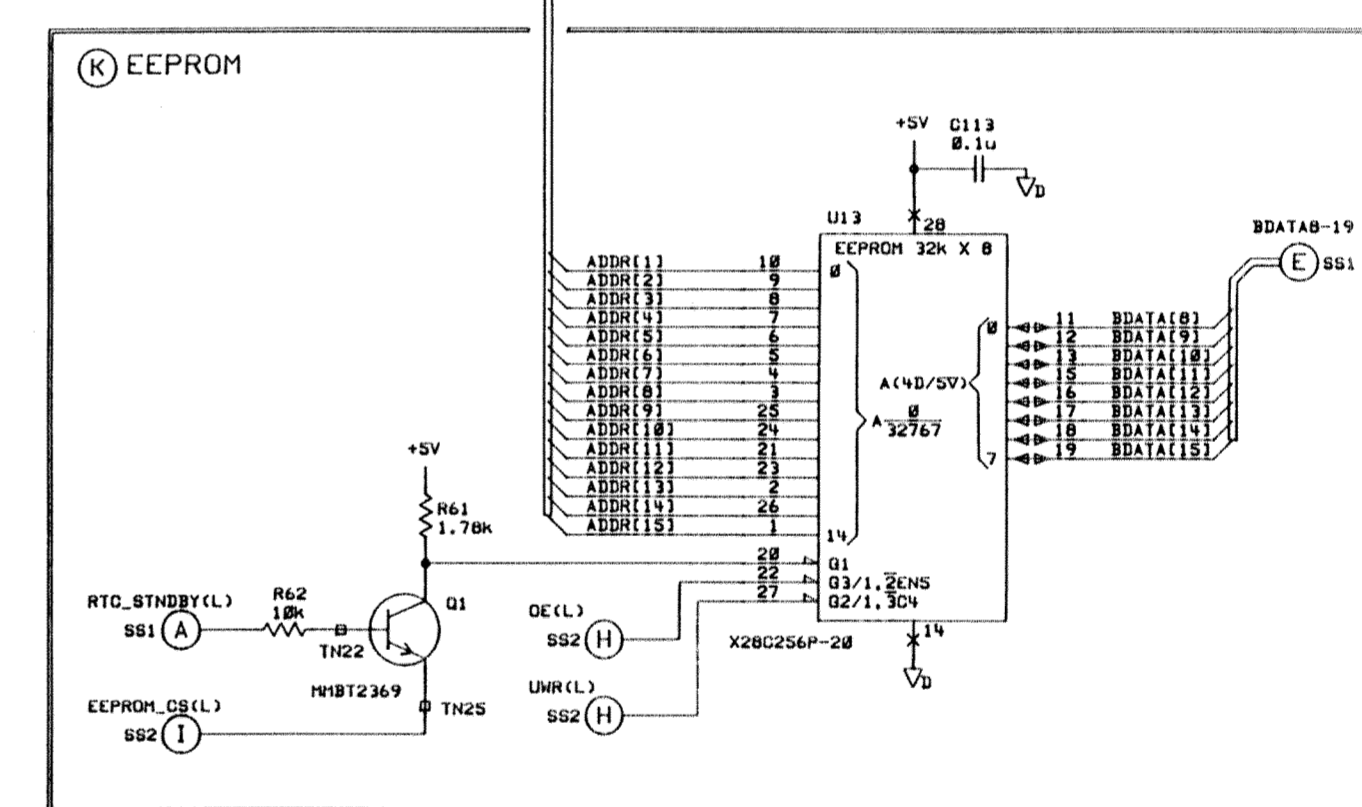 K EEPROM
+5V C113
0.1u
D
U13
28
BDATA8-19
EEPROM 32k X 8
E SS1
ADDR[1] 10 0
ADDR[2] 9
ADDR[3] 8
ADDR[4] 7
ADDR[5] 6
ADDR[6] 5
ADDR[7] 4
ADDR[8] 3
ADDR[9] 25
ADDR[10] 24
ADDR[11] 21
ADDR[12] 23
ADDR[13] 2
ADDR[14] 26
ADDR[15] 1
14
A 0
32767
A(4D/5∇)
0 11 BDATA[8]
12 BDATA[9]
13 BDATA[10]
15 BDATA[11]
16 BDATA[12]
17 BDATA[13]
18 BDATA[14]
7 19 BDATA[15]
+5V
R61
1.78k
20 G1
22 G3/1,2̅EN5
27 G2/1,3̅C4
RTC_STNDBY(L)
SS1 A
R62
10k
TN22
Q1
MMBT2369
TN25
EEPROM_CS(L)
SS2 I
OE(L)
SS2 H
UWR(L)
SS2 H
X28C256P-20
14
D